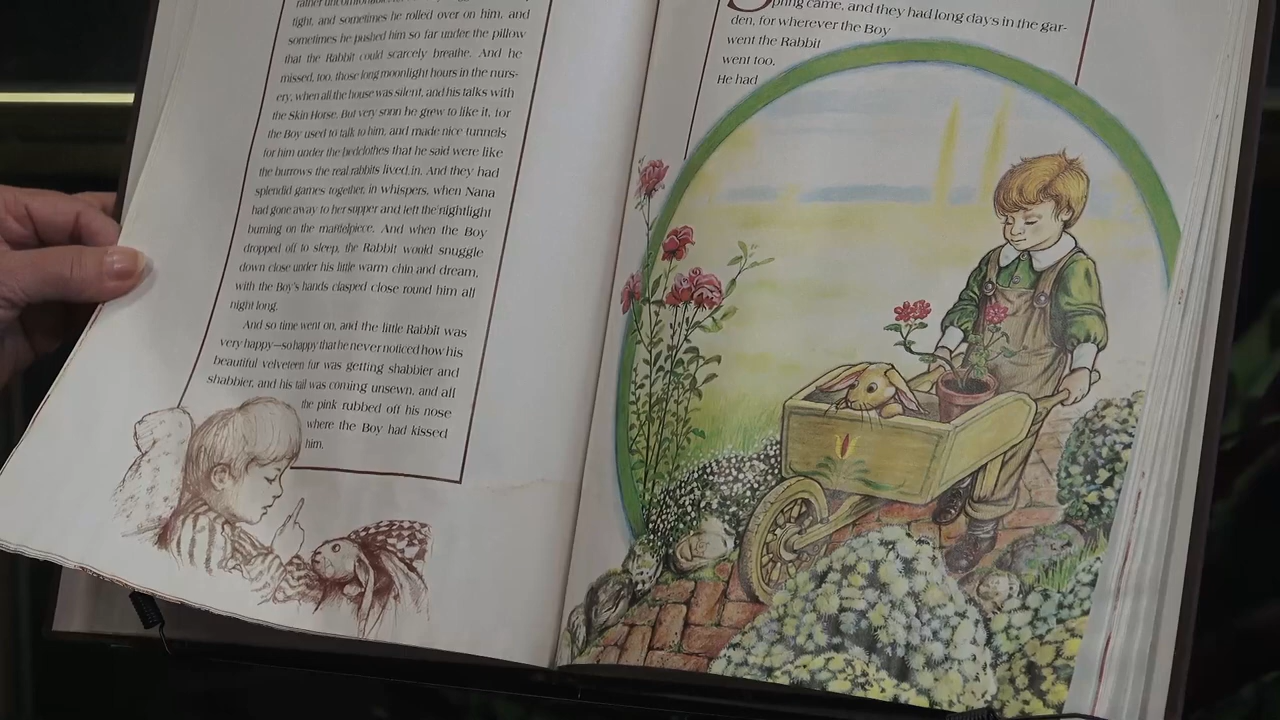 rather uncomfortable
tight, and sometimes he rolled over on him, and
sometimes he pushed him so far under the pillow
that the Rabbit could scarcely breathe. And he
missed, too, those long moonlight hours in the nurs-
ery, when all the house was silent, and his talks with
the Skin Horse. But very soon he grew to like it, for
the Boy used to talk to him, and made nice tunnels
for him under the bedclothes that he said were like
the burrows the real rabbits lived in. And they had
splendid games together, in whispers, when Nana
had gone away to her supper and left the nightlight
burning on the mantelpiece. And when the Boy
dropped off to sleep, the Rabbit would snuggle
down close under his little warm chin and dream,
with the Boy's hands clasped close round him all
night long.
And so time went on, and the little Rabbit was
very happy—so happy that he never noticed how his
beautiful velveteen fur was getting shabbier and
shabbier, and his tail was coming unsewn, and all
the pink rubbed off his nose
where the Boy had kissed
him.
Spring came, and they had long days in the gar-
den, for wherever the Boy
went the Rabbit
went too.
He had